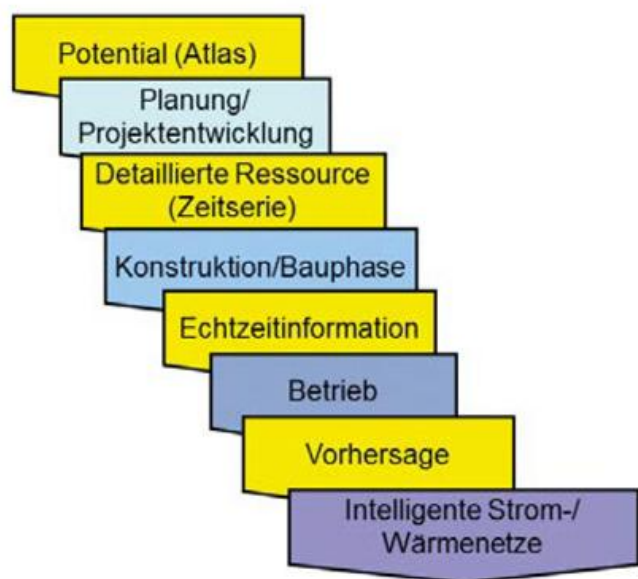 Potential (Atlas)
Planung/
Projektentwicklung
Detaillierte Ressource
(Zeitserie)
Konstruktion/Bauphase
Echtzeitinformation
Betrieb
Vorhersage
Intelligente Strom-/
Wärmenetze